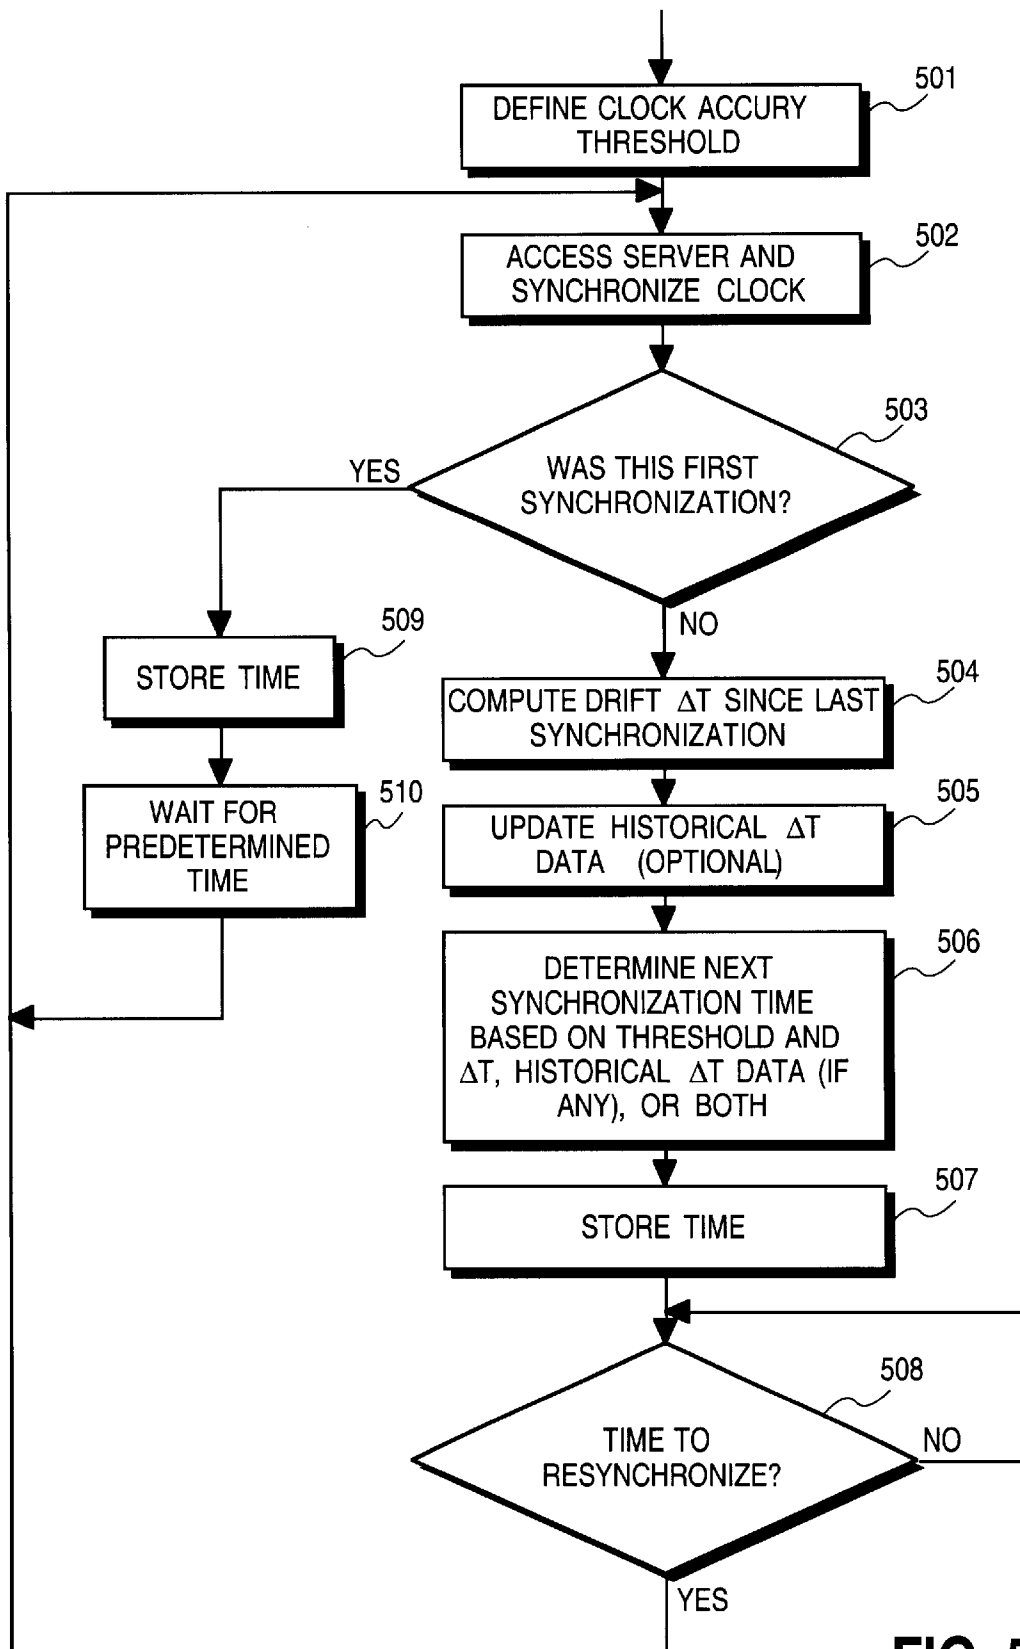 501
DEFINE CLOCK ACCURY
THRESHOLD
502
ACCESS SERVER AND
SYNCHRONIZE CLOCK
503
WAS THIS FIRST
SYNCHRONIZATION?
YES
NO
509
STORE TIME
510
WAIT FOR
PREDETERMINED
TIME
504
COMPUTE DRIFT ΔT SINCE LAST
SYNCHRONIZATION
505
UPDATE HISTORICAL ΔT
DATA (OPTIONAL)
506
DETERMINE NEXT
SYNCHRONIZATION TIME
BASED ON THRESHOLD AND
ΔT, HISTORICAL ΔT DATA (IF
ANY), OR BOTH
507
STORE TIME
508
TIME TO
RESYNCHRONIZE?
NO
YES